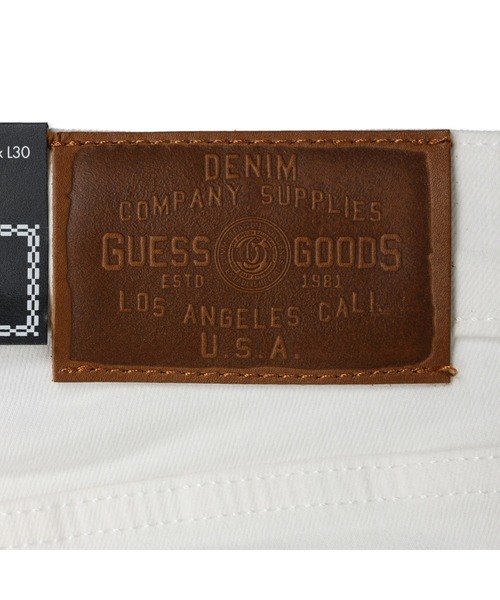 x L30
DENIM
COMPANY SUPPLIES
GUESS GOODS
ESTD 1981
LOS ANGELES CALI.
U.S.A.